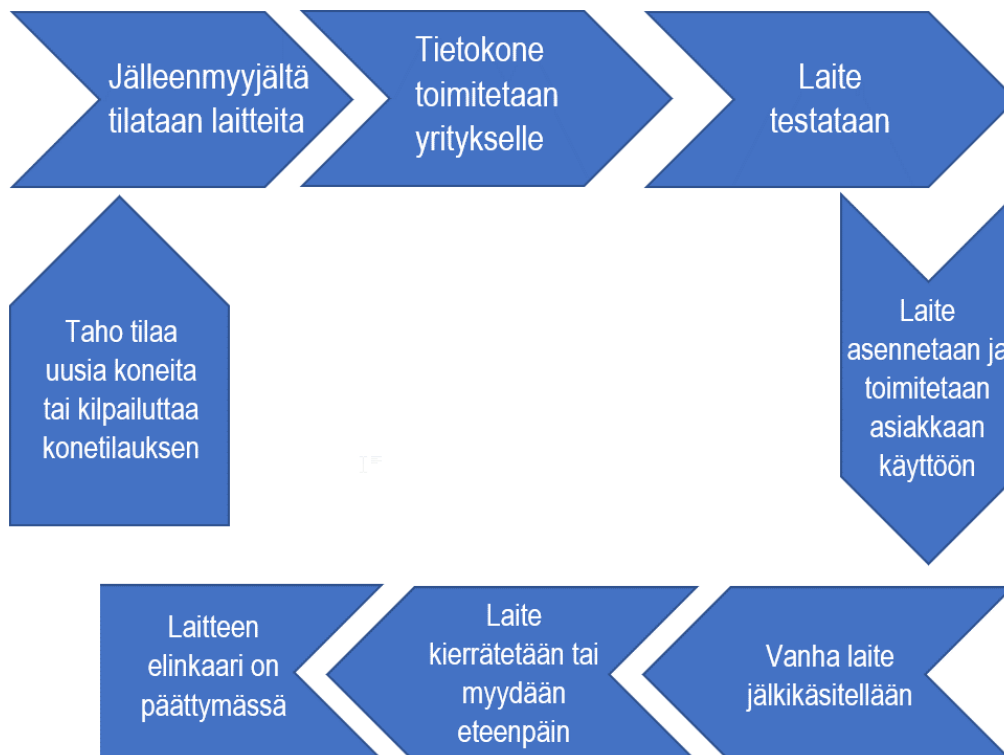 Jälleenmyyjältä
tilataan laitteita
Tietokone
toimitetaan
yritykselle
Laite
testataan
Laite
asennetaan ja
toimitetaan
asiakkaan
käyttöön
Vanha laite
jälkikäsitellään
Laite
kierrätetään tai
myydään
eteenpäin
Laitteen
elinkaari on
päättymässä
Taho tilaa
uusia koneita
tai kilpailuttaa
konetilauksen